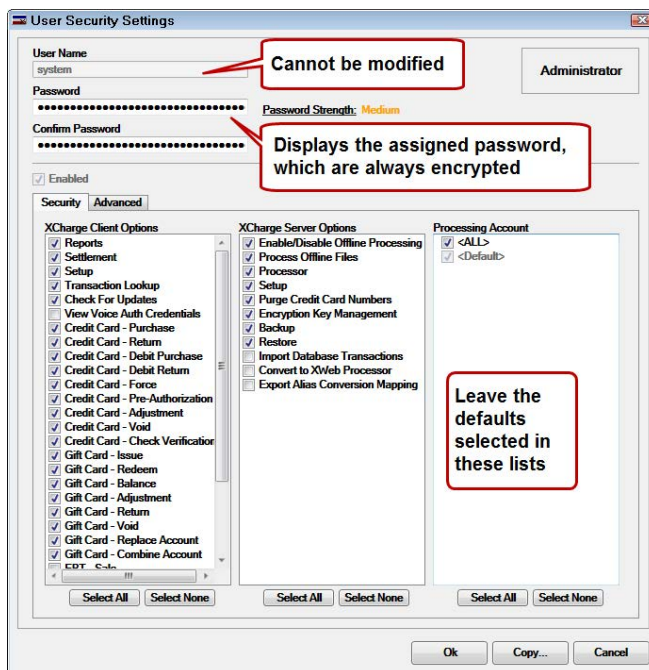 User Security Settings
User Name
system
Cannot be modified
Administrator
Password
Password Strength: Medium
Confirm Password
Displays the assigned password,
which are always encrypted
Enabled
Security
Advanced
XCharge Client Options
Reports
Settlement
Setup
Transaction Lookup
Check For Updates
View Voice Auth Credentials
Credit Card - Purchase
Credit Card - Return
Credit Card - Debit Purchase
Credit Card - Debit Return
Credit Card - Force
Credit Card - Pre-Authorization
Credit Card - Adjustment
Credit Card - Void
Credit Card - Check Verification
Gift Card - Issue
Gift Card - Redeem
Gift Card - Balance
Gift Card - Adjustment
Gift Card - Return
Gift Card - Void
Gift Card - Replace Account
Gift Card - Combine Account
EBT - Sale
Select All
Select None
XCharge Server Options
Enable/Disable Offline Processing
Process Offline Files
Processor
Setup
Purge Credit Card Numbers
Encryption Key Management
Backup
Restore
Import Database Transactions
Convert to XWeb Processor
Export Alias Conversion Mapping
Select All
Select None
Processing Account
<ALL>
<Default>
Leave the
defaults
selected in
these lists
Select All
Select None
Ok
Copy...
Cancel